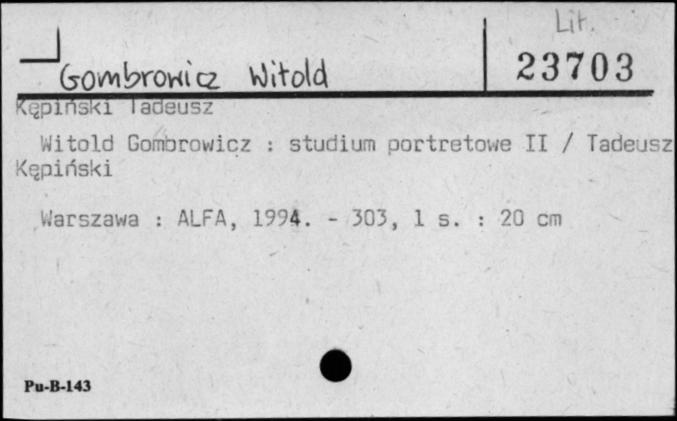 Lit.
Gombrowicz Witold
23703
Kępiński Tadeusz
Witold Gombrowicz : studium portretowe II / Tadeusz
Kępiński
Warszawa : ALFA, 1994. - 303, 1 s. : 20 cm
Pu-B-143